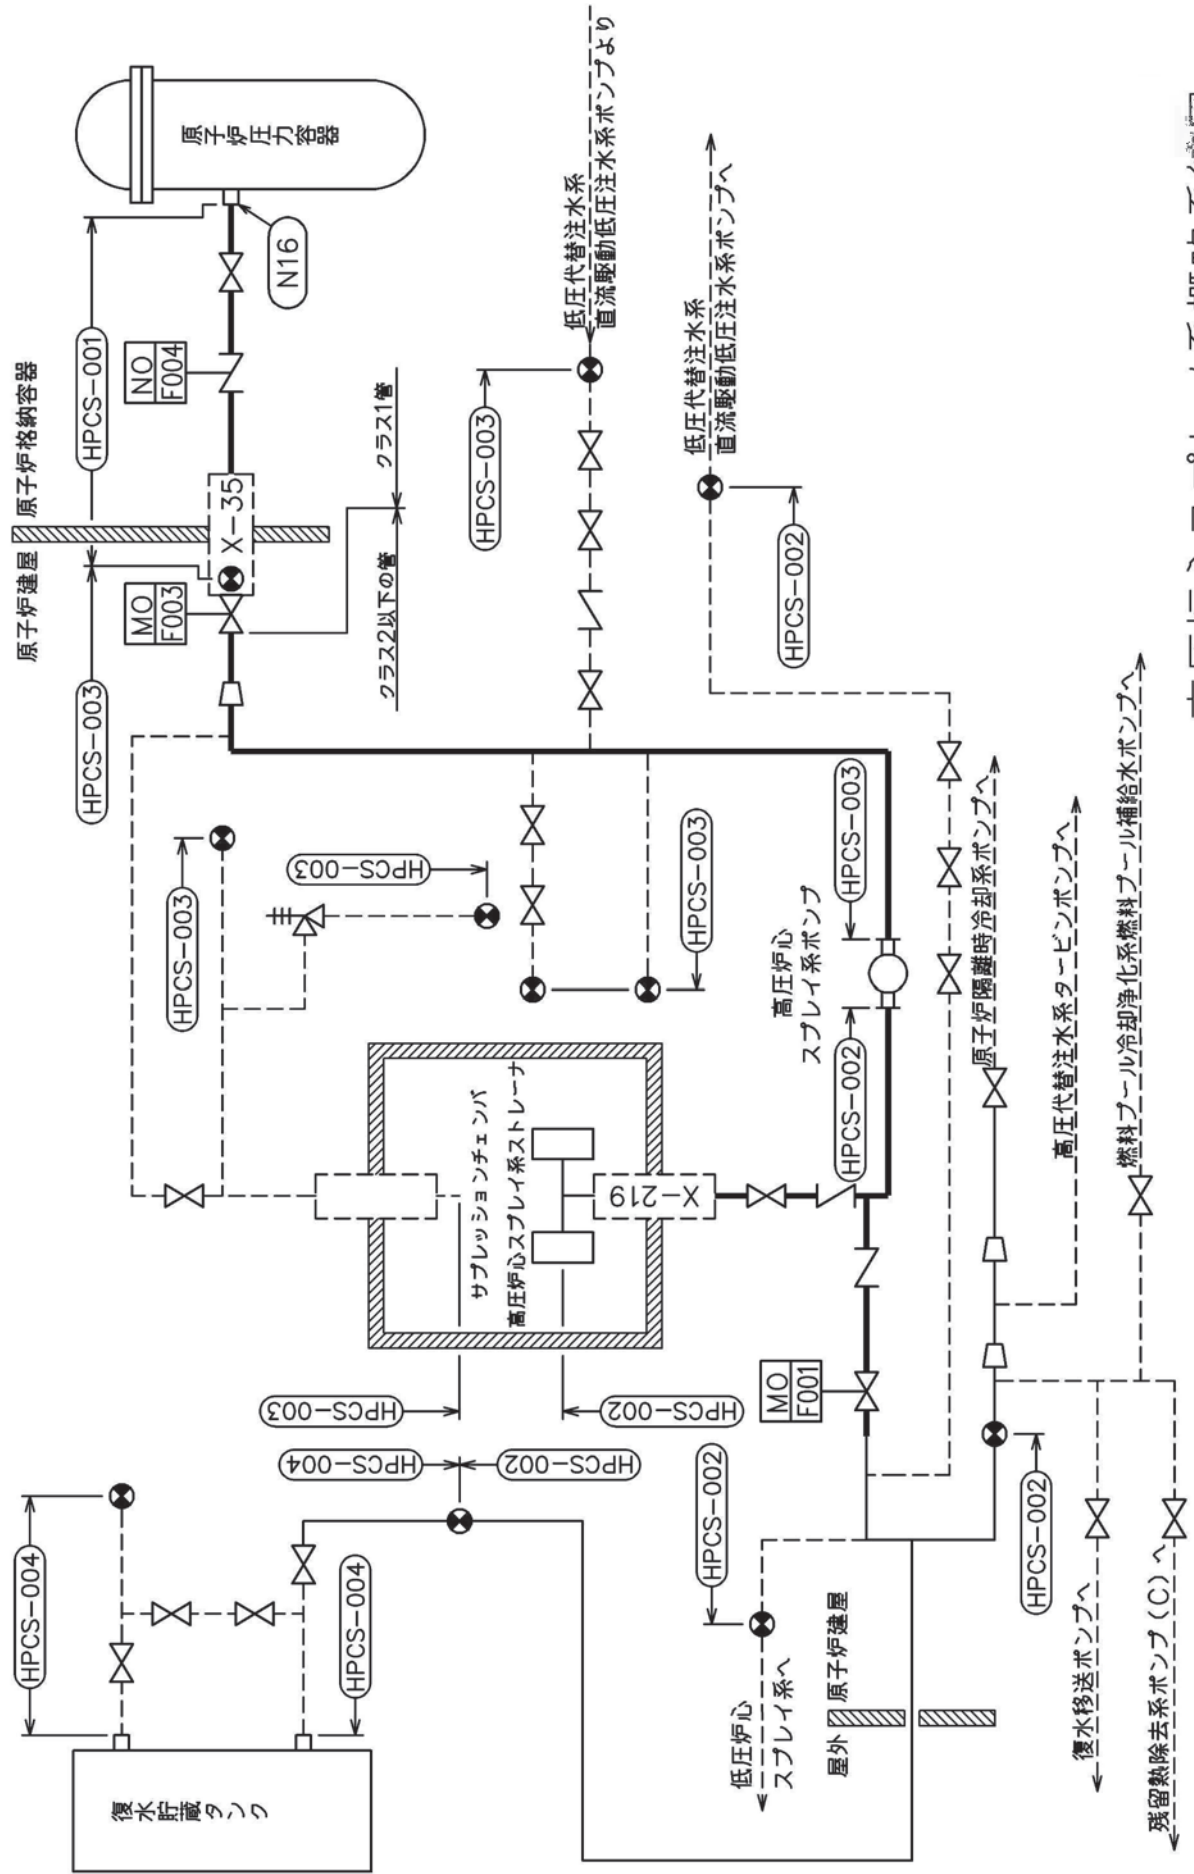 復水貯蔵タンク
HPCS-004
HPCS-004
HPCS-004
HPCS-002
HPCS-003
HPCS-002
サプレッションチェンバ
高圧炉心スプレイ系ストレーナ
X-219
HPCS-003
HPCS-003
HPCS-003
HPCS-003
原子炉建屋
原子炉格納容器
HPCS-001
MO
F003
X-35
NO
F004
N16
原子炉圧力容器
クラス2以下の管
クラス1管
HPCS-003
低圧代替注水系
直流駆動低圧注水系ポンプより
HPCS-002
低圧代替注水系
直流駆動低圧注水系ポンプへ
高圧炉心
スプレイ系ポンプ
HPCS-002
HPCS-003
MO
F001
HPCS-002
低圧炉心
スプレイ系へ
屋外
原子炉建屋
HPCS-002
原子炉隔離時冷却系ポンプへ
高圧代替注水系タービンポンプへ
燃料プール冷却浄化系燃料プール補給水ポンプへ
復水移送ポンプへ
残留熱除去系ポンプ(C)へ